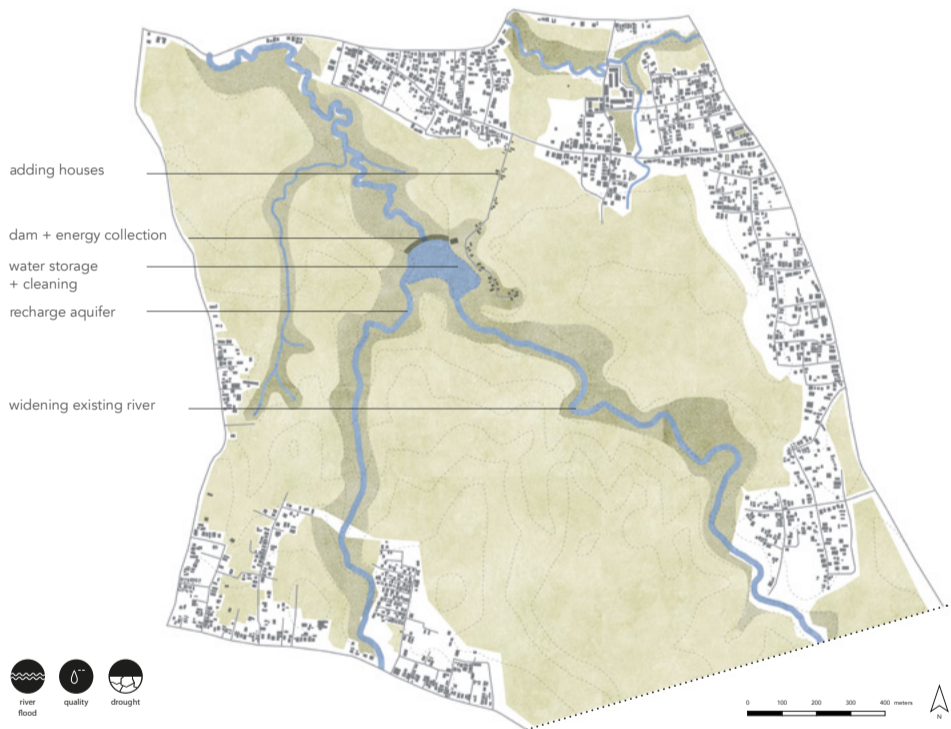 adding houses
dam + energy collection
water storage
+ cleaning
recharge aquifer
widening existing river
river
flood
quality
drought
0 100 200 300 400 meters
N